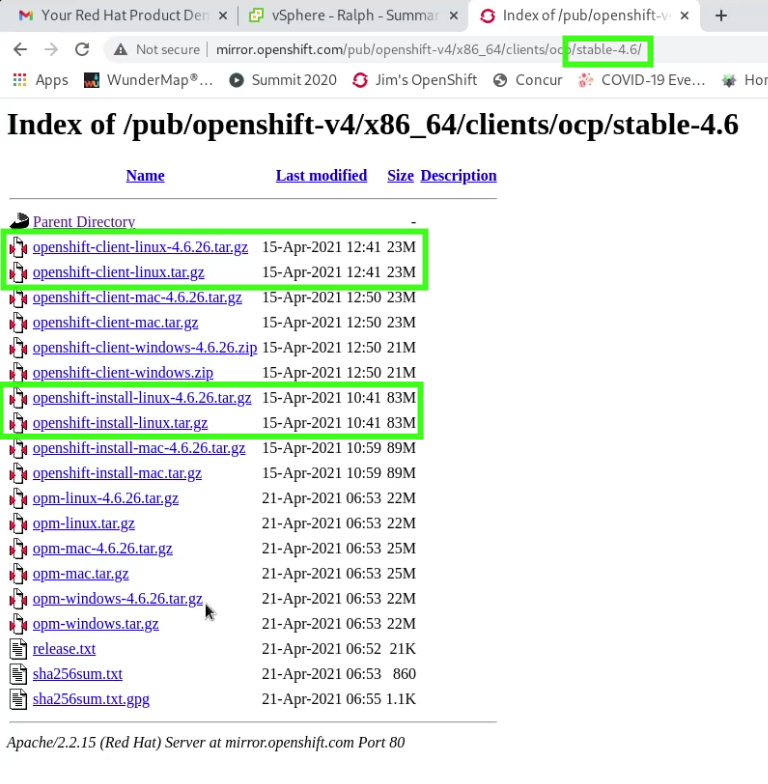 Your Red Hat Product Den
vSphere - Ralph - Summar
Index of /pub/openshift-v4
Not secure
mirror.openshift.com/pub/openshift-v4/x86_64/clients/ocp/stable-4.6/
Apps
WunderMap®...
Summit 2020
Jim's OpenShift
Concur
COVID-19 Eve...
Hor
Index of /pub/openshift-v4/x86_64/clients/ocp/stable-4.6
Name Last modified Size Description
Parent Directory -
openshift-client-linux-4.6.26.tar.gz 15-Apr-2021 12:41 23M
openshift-client-linux.tar.gz 15-Apr-2021 12:41 23M
openshift-client-mac-4.6.26.tar.gz 15-Apr-2021 12:50 23M
openshift-client-mac.tar.gz 15-Apr-2021 12:50 23M
openshift-client-windows-4.6.26.zip 15-Apr-2021 12:50 21M
openshift-client-windows.zip 15-Apr-2021 12:50 21M
openshift-install-linux-4.6.26.tar.gz 15-Apr-2021 10:41 83M
openshift-install-linux.tar.gz 15-Apr-2021 10:41 83M
openshift-install-mac-4.6.26.tar.gz 15-Apr-2021 10:59 89M
openshift-install-mac.tar.gz 15-Apr-2021 10:59 89M
opm-linux-4.6.26.tar.gz 21-Apr-2021 06:53 22M
opm-linux.tar.gz 21-Apr-2021 06:53 22M
opm-mac-4.6.26.tar.gz 21-Apr-2021 06:53 25M
opm-mac.tar.gz 21-Apr-2021 06:53 25M
opm-windows-4.6.26.tar.gz 21-Apr-2021 06:53 22M
opm-windows.tar.gz 21-Apr-2021 06:53 22M
release.txt 21-Apr-2021 06:52 21K
sha256sum.txt 21-Apr-2021 06:53 860
sha256sum.txt.gpg 21-Apr-2021 06:55 1.1K
Apache/2.2.15 (Red Hat) Server at mirror.openshift.com Port 80